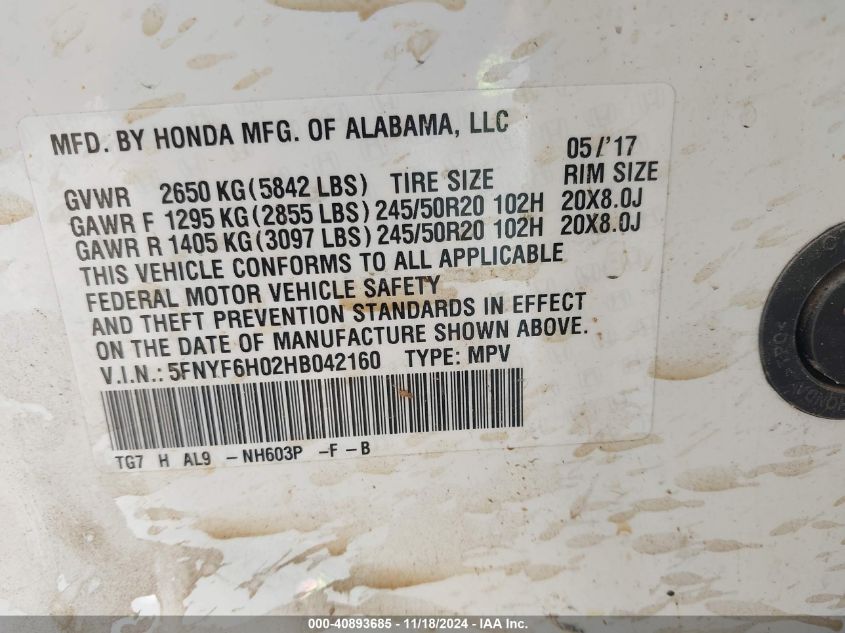 MFD. BY HONDA MFG. OF ALABAMA, LLC 05/'17
GVWR 2650 KG (5842 LBS) TIRE SIZE RIM SIZE
GAWR F 1295 KG (2855 LBS) 245/50R20 102H 20X8.0J
GAWR R 1405 KG (3097 LBS) 245/50R20 102H 20X8.0J
THIS VEHICLE CONFORMS TO ALL APPLICABLE
FEDERAL MOTOR VEHICLE SAFETY
AND THEFT PREVENTION STANDARDS IN EFFECT
ON THE DATE OF MANUFACTURE SHOWN ABOVE.
V.I.N.: 5FNYF6H02HB042160 TYPE: MPV
TG7 H AL9 -NH603P -F -B
000-40893685 - 11/18/2024 - IAA Inc.